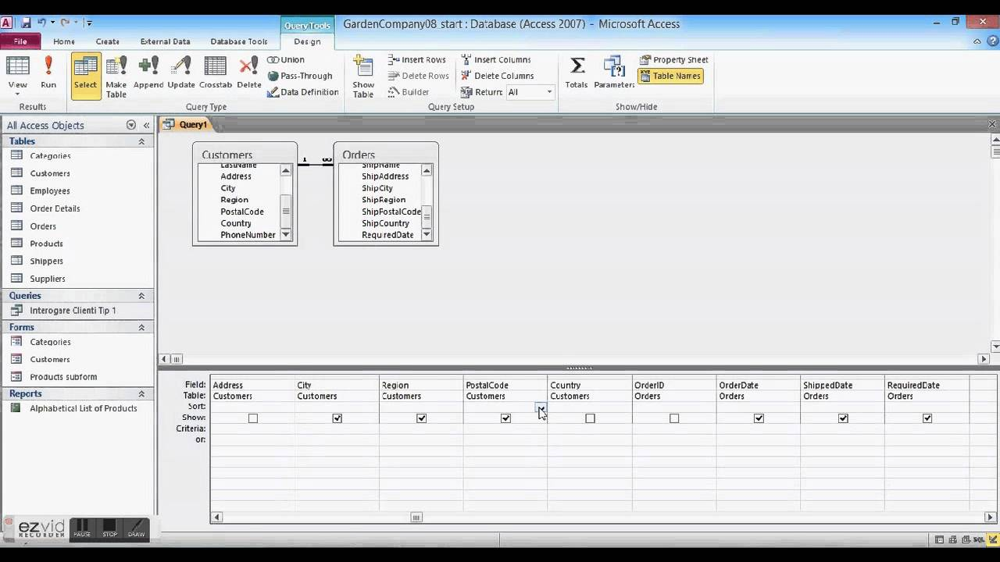 Query Tools
GardenCompany08_start : Database (Access 2007) - Microsoft Access
File Home Create External Data Database Tools Design
View
Run
Results
Select
Make Table
Append
Update
Crosstab
Delete
Union
Pass-Through
Data Definition
Query Type
Show Table
Insert Rows
Delete Rows
Builder
Insert Columns
Delete Columns
Return: All
Query Setup
Totals
Parameters
Property Sheet
Table Names
Show/Hide
All Access Objects
Tables
Categories
Customers
Employees
Order Details
Orders
Products
Shippers
Suppliers
Queries
Interogare Clienti Tip 1
Forms
Categories
Customers
Products subform
Reports
Alphabetical List of Products
Query1
Customers
LastName
Address
City
Region
PostalCode
Country
PhoneNumber
1 ∞
Orders
ShipName
ShipAddress
ShipCity
ShipRegion
ShipPostalCode
ShipCountry
RequiredDate
Field: Address City Region PostalCode Country OrderID OrderDate ShippedDate RequiredDate
Table: Customers Customers Customers Customers Customers Orders Orders Orders Orders
Sort:
Show:
Criteria:
or:
ezvid
RECORDER
PAUSE STOP DRAW
SQL